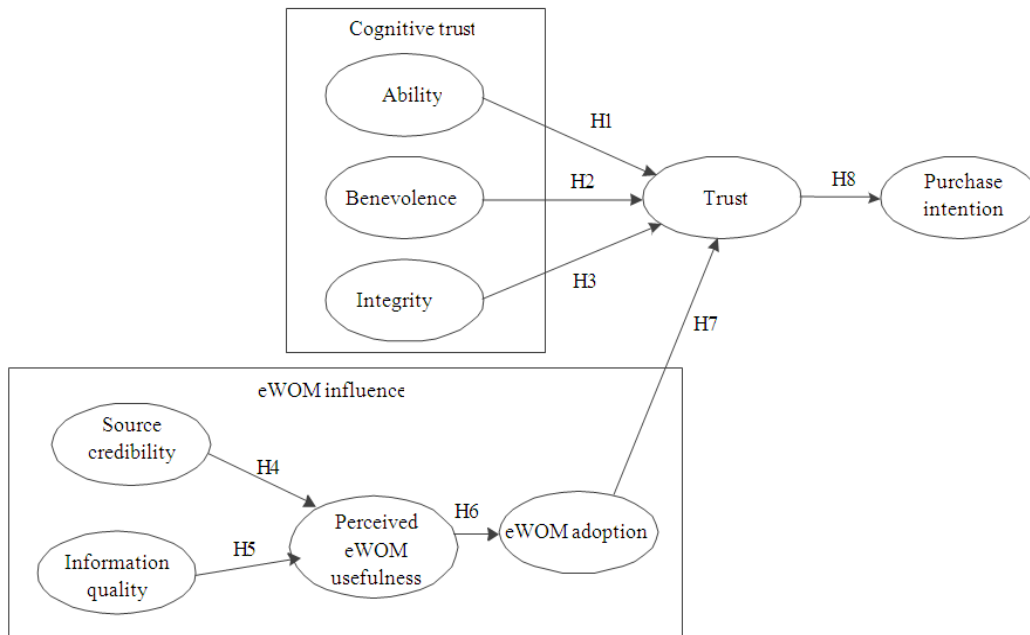 Cognitive trust
Ability
H1
Benevolence
H2
Trust
H8
Purchase
intention
Integrity
H3
H7
eWOM influence
Source
credibility
H4
Perceived
eWOM
usefulness
H6
eWOM adoption
Information
quality
H5